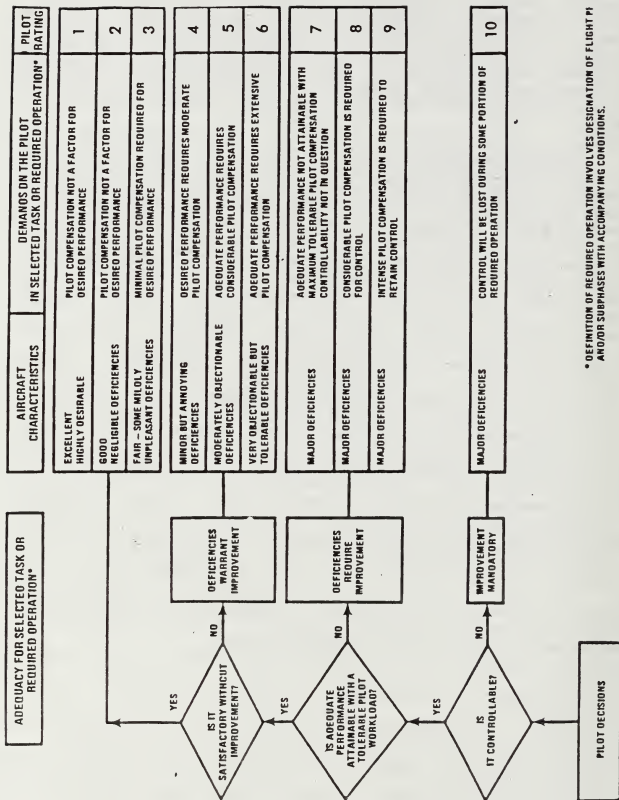 ADEQUACY FOR SELECTED TASK OR
REQUIRED OPERATION*
AIRCRAFT
CHARACTERISTICS
DEMANDS ON THE PILOT
IN SELECTED TASK OR REQUIRED OPERATION*
PILOT
RATING
EXCELLENT
HIGHLY DESIRABLE
PILOT COMPENSATION NOT A FACTOR FOR
DESIRED PERFORMANCE
1
GOOD
NEGLIGIBLE DEFICIENCIES
PILOT COMPENSATION NOT A FACTOR FOR
DESIRED PERFORMANCE
2
FAIR – SOME MILDLY
UNPLEASANT DEFICIENCIES
MINIMAL PILOT COMPENSATION REQUIRED FOR
DESIRED PERFORMANCE
3
YES
IS IT
SATISFACTORY WITHOUT
IMPROVEMENT?
NO
DEFICIENCIES
WARRANT
IMPROVEMENT
MINOR BUT ANNOYING
DEFICIENCIES
DESIRED PERFORMANCE REQUIRES MODERATE
PILOT COMPENSATION
4
MODERATELY OBJECTIONABLE
DEFICIENCIES
ADEQUATE PERFORMANCE REQUIRES
CONSIDERABLE PILOT COMPENSATION
5
VERY OBJECTIONABLE BUT
TOLERABLE DEFICIENCIES
ADEQUATE PERFORMANCE REQUIRES EXTENSIVE
PILOT COMPENSATION
6
YES
IS ADEQUATE
PERFORMANCE
ATTAINABLE WITH A
TOLERABLE PILOT
WORKLOAD?
NO
DEFICIENCIES
REQUIRE
IMPROVEMENT
MAJOR DEFICIENCIES
ADEQUATE PERFORMANCE NOT ATTAINABLE WITH
MAXIMUM TOLERABLE PILOT COMPENSATION
CONTROLLABILITY NOT IN QUESTION
7
MAJOR DEFICIENCIES
CONSIDERABLE PILOT COMPENSATION IS REQUIRED
FOR CONTROL
8
MAJOR DEFICIENCIES
INTENSE PILOT COMPENSATION IS REQUIRED TO
RETAIN CONTROL
9
YES
IS
IT CONTROLLABLE?
NO
IMPROVEMENT
MANDATORY
MAJOR DEFICIENCIES
CONTROL WILL BE LOST DURING SOME PORTION OF
REQUIRED OPERATION
10
PILOT DECISIONS
* DEFINITION OF REQUIRED OPERATION INVOLVES DESIGNATION OF FLIGHT
AND/OR SUBPHASES WITH ACCOMPANYING CONDITIONS.